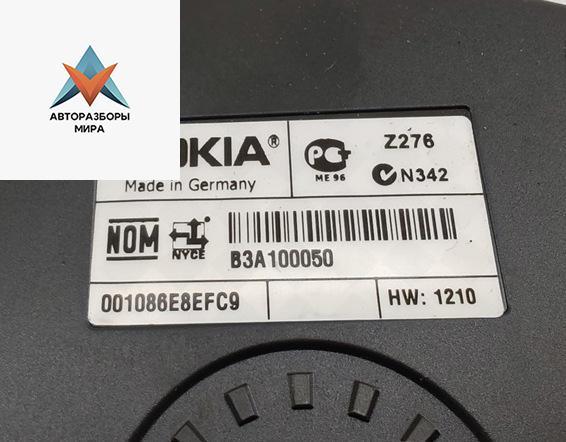 АВТОРАЗБОРЫ
МИРА
OKIA®
Made in Germany
PCT
ME 96
Z276
N342
NOM
NYCE
B3A100050
001086E8EFC9
HW: 1210